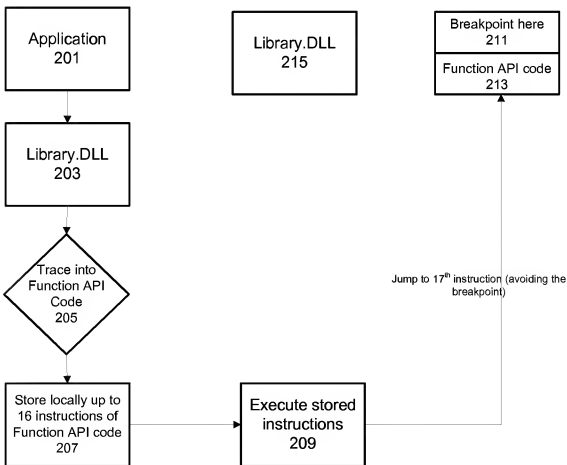 Application
201
Library.DLL
215
Breakpoint here
211
Function API code
213
Library.DLL
203
Trace into
Function API
Code
205
Jump to 17th instruction (avoiding the
breakpoint)
Store locally up to
16 instructions of
Function API code
207
Execute stored
instructions
209